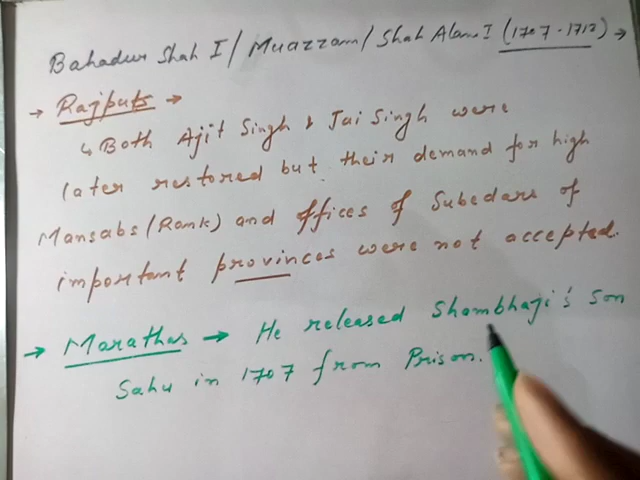 Bahadur Shah I / Muazzam / Shah Alam I (1707 - 1712) →
→ Rajputs →
↳ Both Ajit Singh & Jai Singh were
later restored but their demand for high
Mansabs (Rank) and offices of Subedars of
important provinces were not accepted.
→ Marathas → He released Shambhaji's son
Sahu in 1707 from Prison.